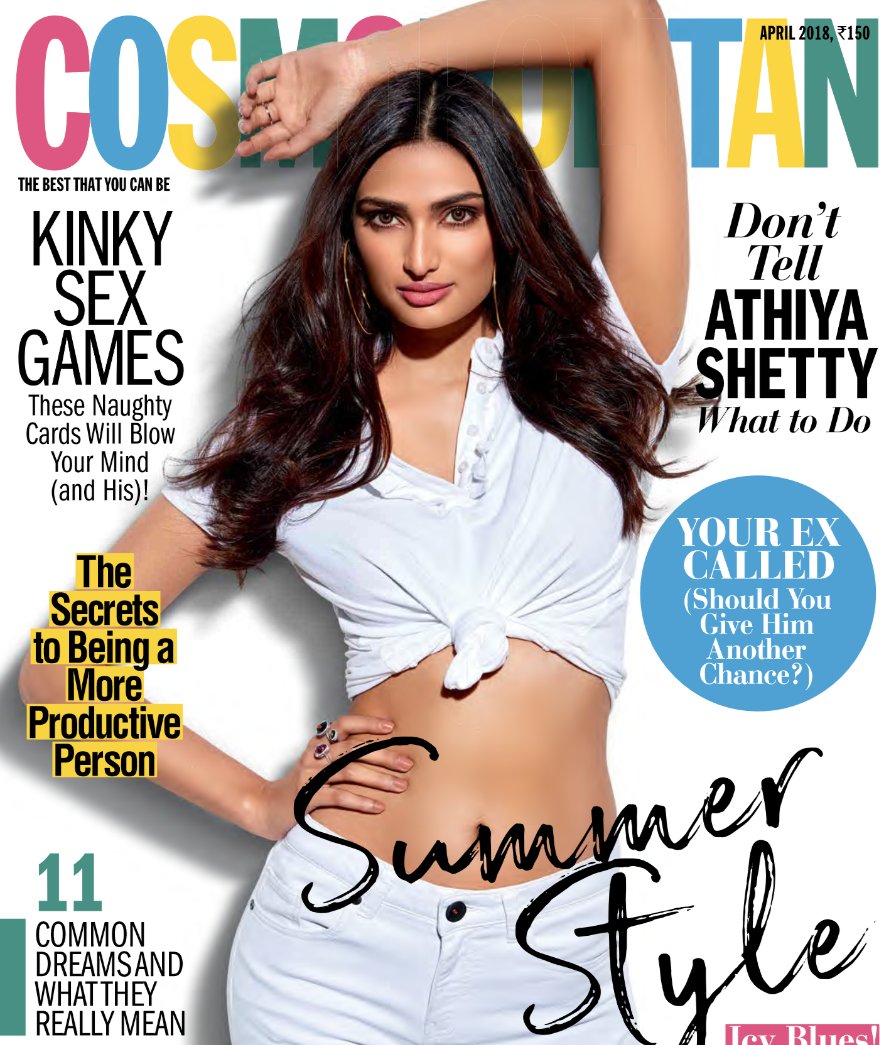 COSMOPOLITAN
APRIL 2018, ₹150
THE BEST THAT YOU CAN BE
KINKY
SEX
GAMES
These Naughty
Cards Will Blow
Your Mind
(and His)!
Don't
Tell
ATHIYA
SHETTY
What to Do
The
Secrets
to Being a
More
Productive
Person
YOUR EX
CALLED
(Should You
Give Him
Another
Chance?)
Summer
Style
11
COMMON
DREAMS AND
WHAT THEY
REALLY MEAN
Icy Blues!